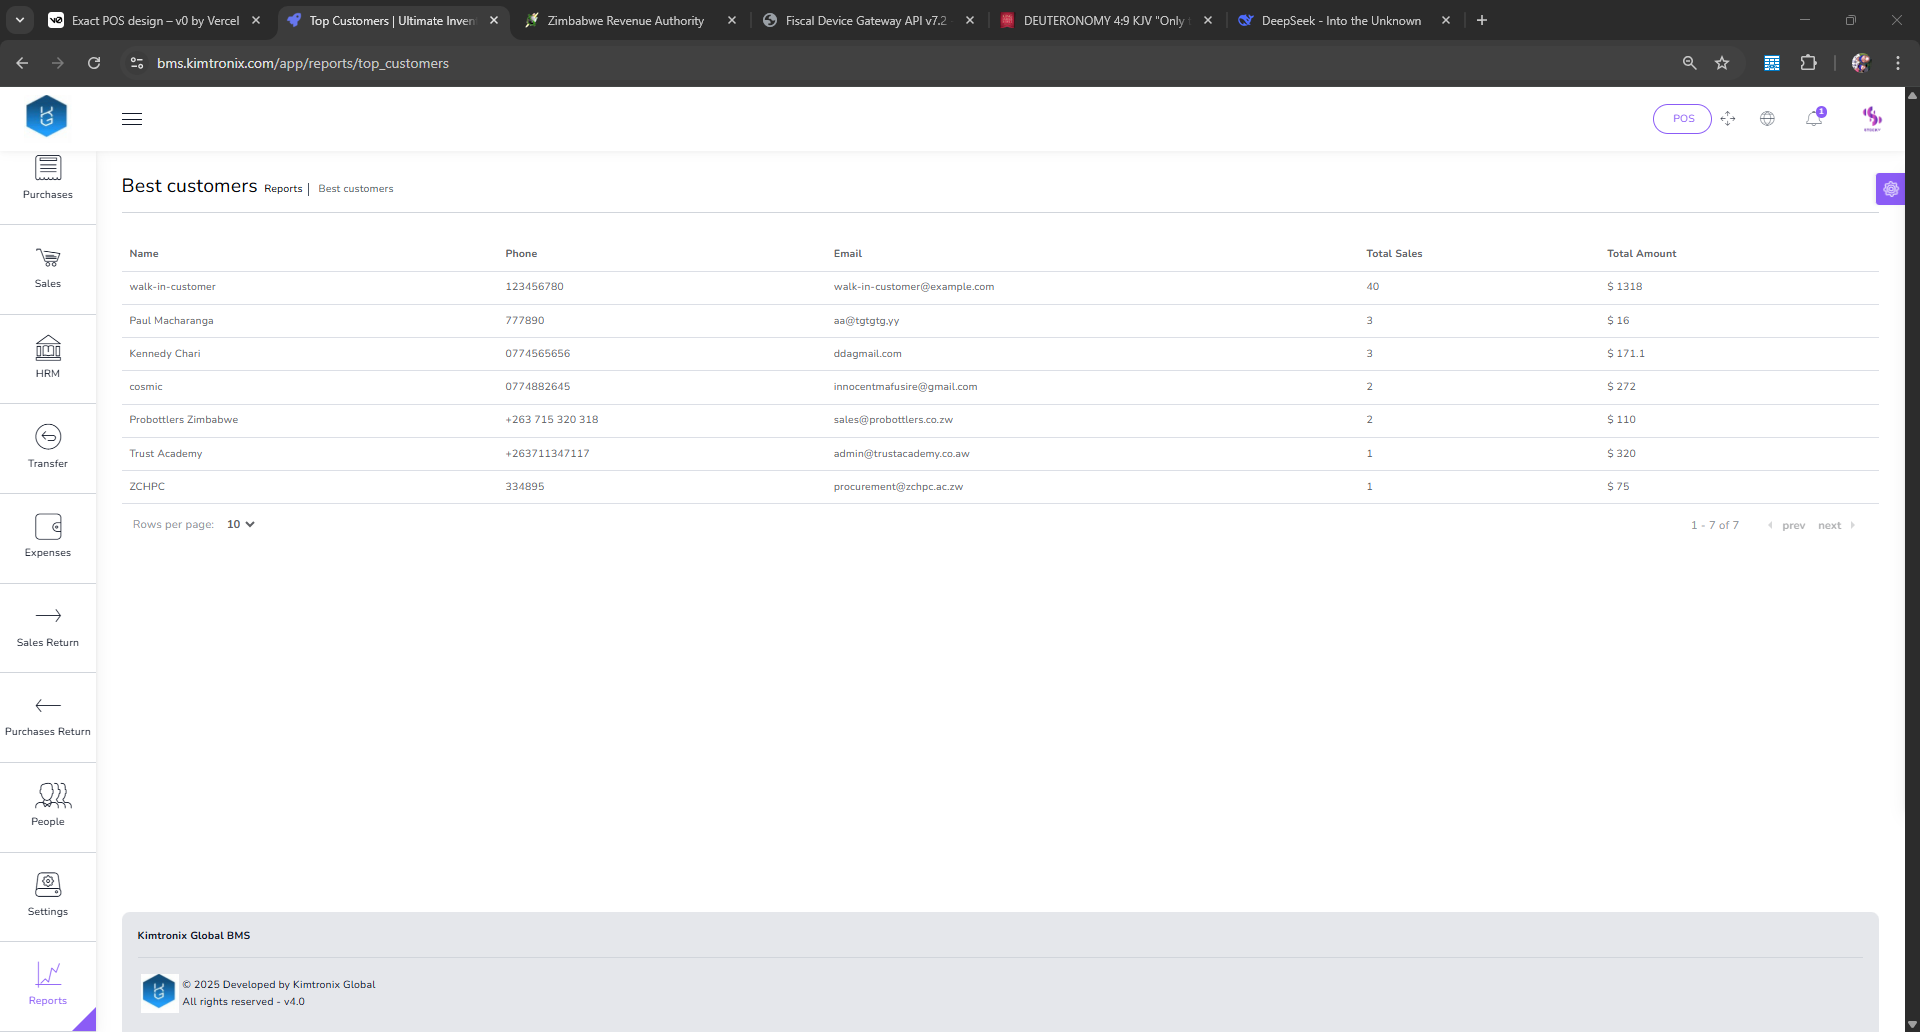 Exact POS design – v0 by Vercel
Top Customers | Ultimate Inven
Zimbabwe Revenue Authority
Fiscal Device Gateway API v7.2
DEUTERONOMY 4:9 KJV "Only
DeepSeek - Into the Unknown
bms.kimtronix.com/app/reports/top_customers
POS
1
Purchases
Sales
HRM
Transfer
Expenses
Sales Return
Purchases Return
People
Settings
Reports
Best customers Reports | Best customers
Name Phone Email Total Sales Total Amount
walk-in-customer 123456780 walk-in-customer@example.com 40 $ 1318
Paul Macharanga 777890 aa@tgtgtg.yy 3 $ 16
Kennedy Chari 0774565656 ddagmail.com 3 $ 171.1
cosmic 0774882645 innocentmafusire@gmail.com 2 $ 272
Probottlers Zimbabwe +263 715 320 318 sales@probottlers.co.zw 2 $ 110
Trust Academy +263711347117 admin@trustacademy.co.aw 1 $ 320
ZCHPC 334895 procurement@zchpc.ac.zw 1 $ 75
Rows per page: 10 1 - 7 of 7 prev next
Kimtronix Global BMS
© 2025 Developed by Kimtronix Global
All rights reserved - v4.0